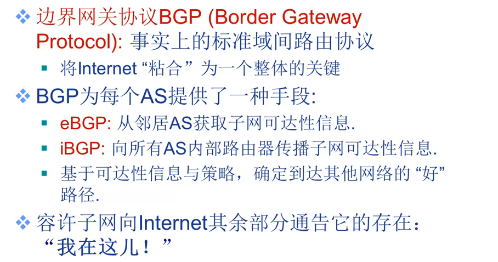 边界网关协议BGP (Border Gateway
Protocol): 事实上的标准域间路由协议
将Internet “粘合”为一个整体的关键
BGP为每个AS提供了一种手段:
eBGP: 从邻居AS获取子网可达性信息.
iBGP: 向所有AS内部路由器传播子网可达性信息.
基于可达性信息与策略，确定到达其他网络的 “好”
路径.
容许子网向Internet其余部分通告它的存在：
“我在这儿！”